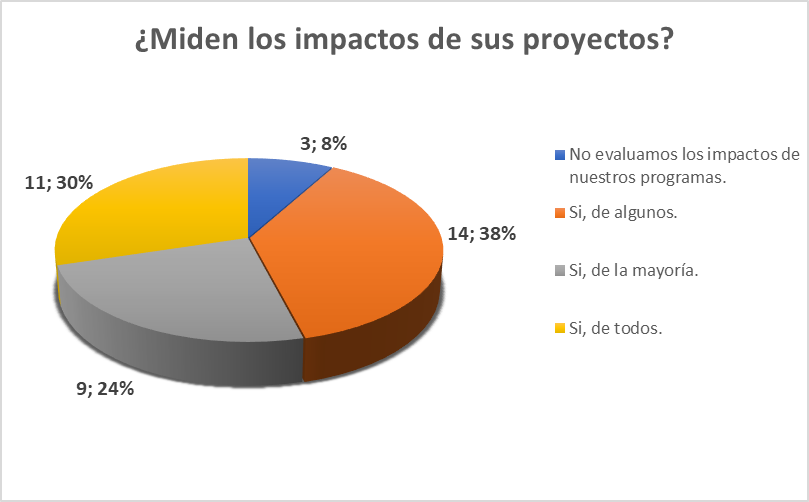 ¿Miden los impactos de sus proyectos?
3; 8%
14; 38%
9; 24%
11; 30%
No evaluamos los impactos de
nuestros programas.
Si, de algunos.
Si, de la mayoría.
Si, de todos.